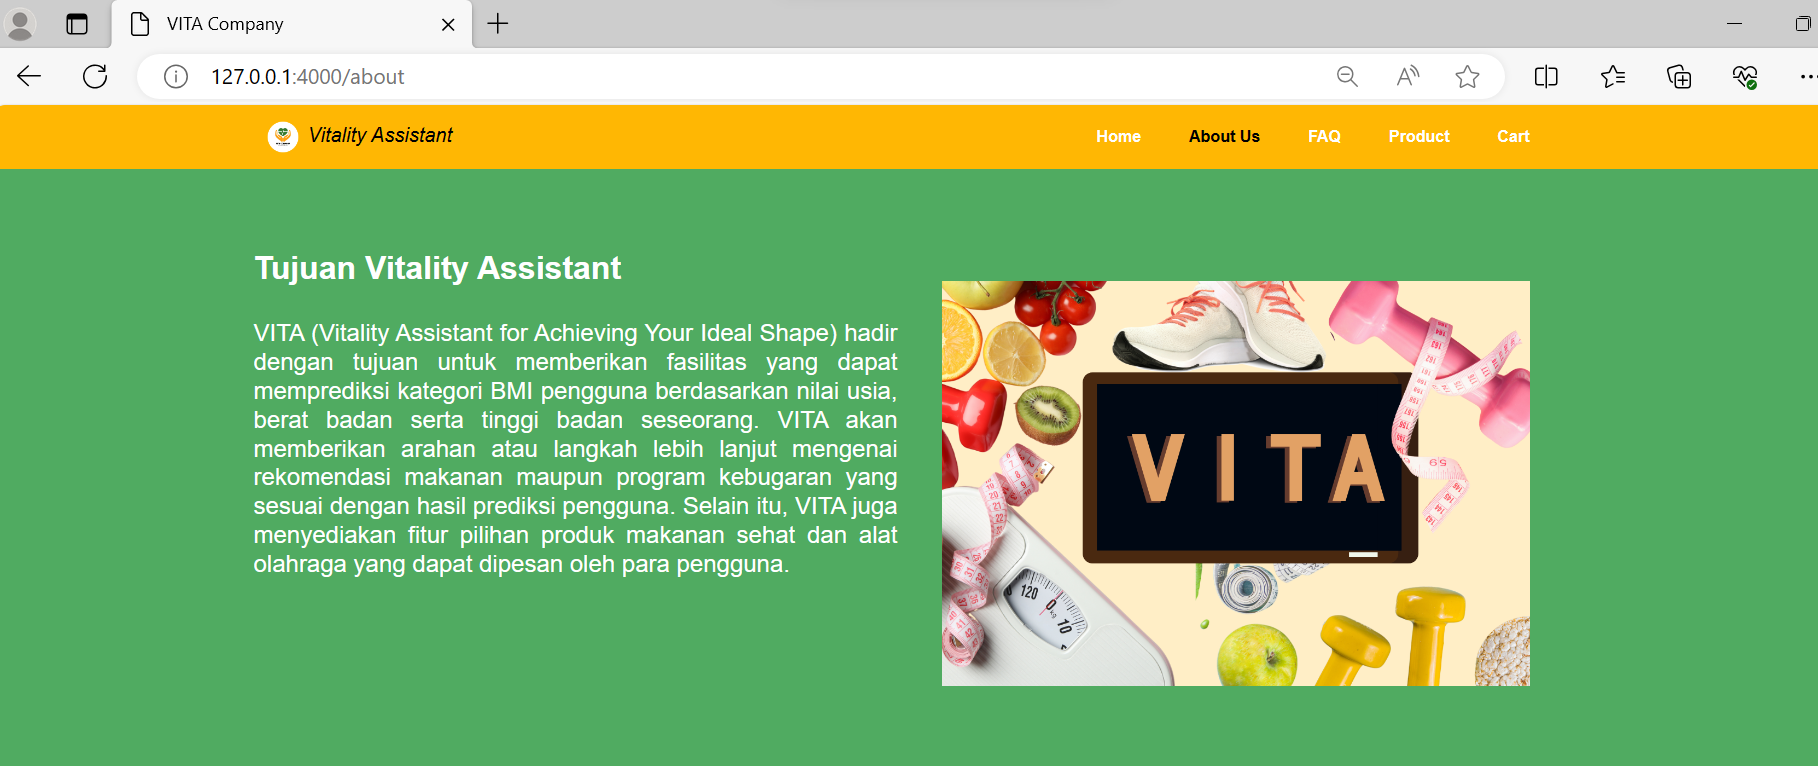 VITA Company
127.0.0.1:4000/about
Vitality Assistant
Home
About Us
FAQ
Product
Cart
Tujuan Vitality Assistant
VITA (Vitality Assistant for Achieving Your Ideal Shape) hadir
dengan tujuan untuk memberikan fasilitas yang dapat
memprediksi kategori BMI pengguna berdasarkan nilai usia,
berat badan serta tinggi badan seseorang. VITA akan
memberikan arahan atau langkah lebih lanjut mengenai
rekomendasi makanan maupun program kebugaran yang
sesuai dengan hasil prediksi pengguna. Selain itu, VITA juga
menyediakan fitur pilihan produk makanan sehat dan alat
olahraga yang dapat dipesan oleh para pengguna.
VITA
120 0 10
kg